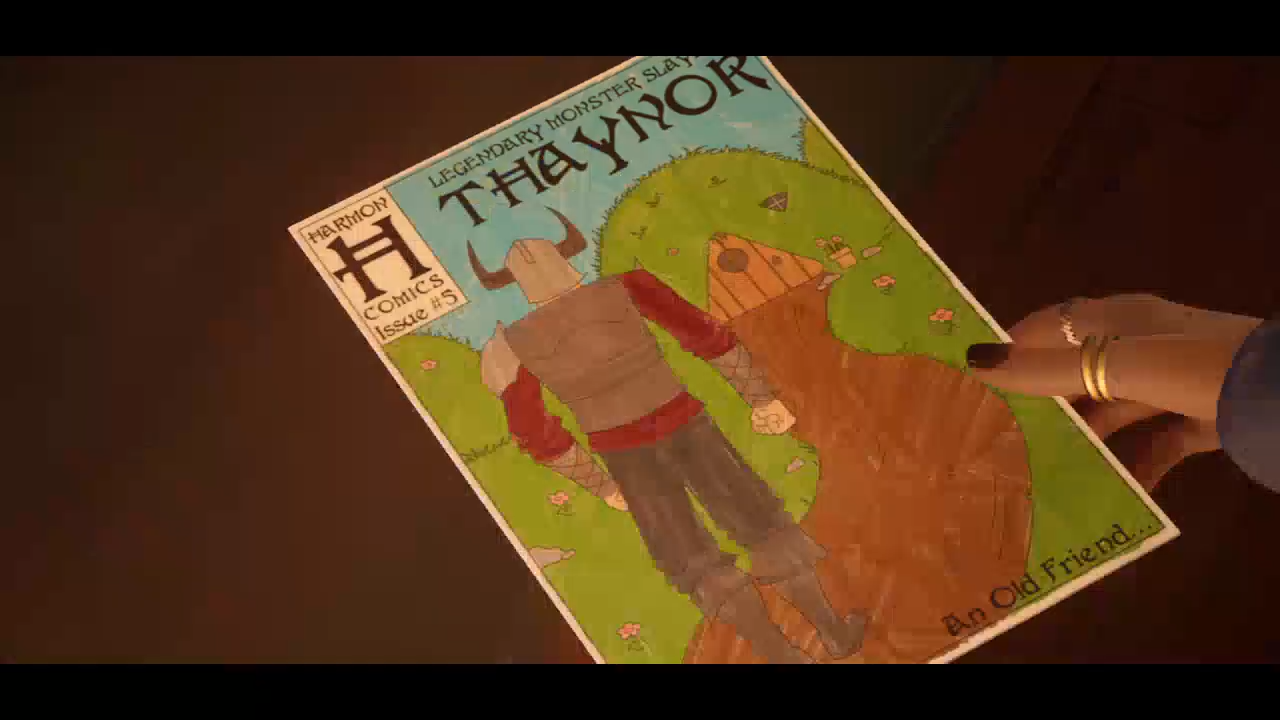 LEGENDARY MONSTER SLAY
THAYNOR
HARMON
H
COMICS
Issue #5
An Old Friend...